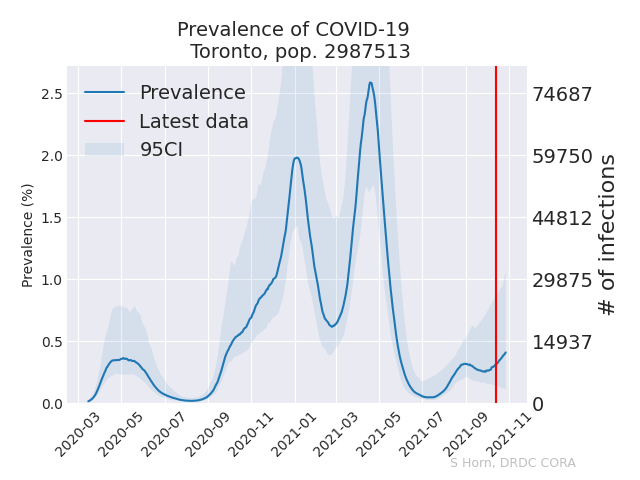 Prevalence of COVID-19
Toronto, pop. 2987513
Prevalence
Latest data
95CI
Prevalence (%)
2.5
2.0
1.5
1.0
0.5
0.0
74687
59750
44812
29875
14937
0
# of infections
2020-03
2020-05
2020-07
2020-09
2020-11
2021-01
2021-03
2021-05
2021-07
2021-09
2021-11
S Horn, DRDC CORA